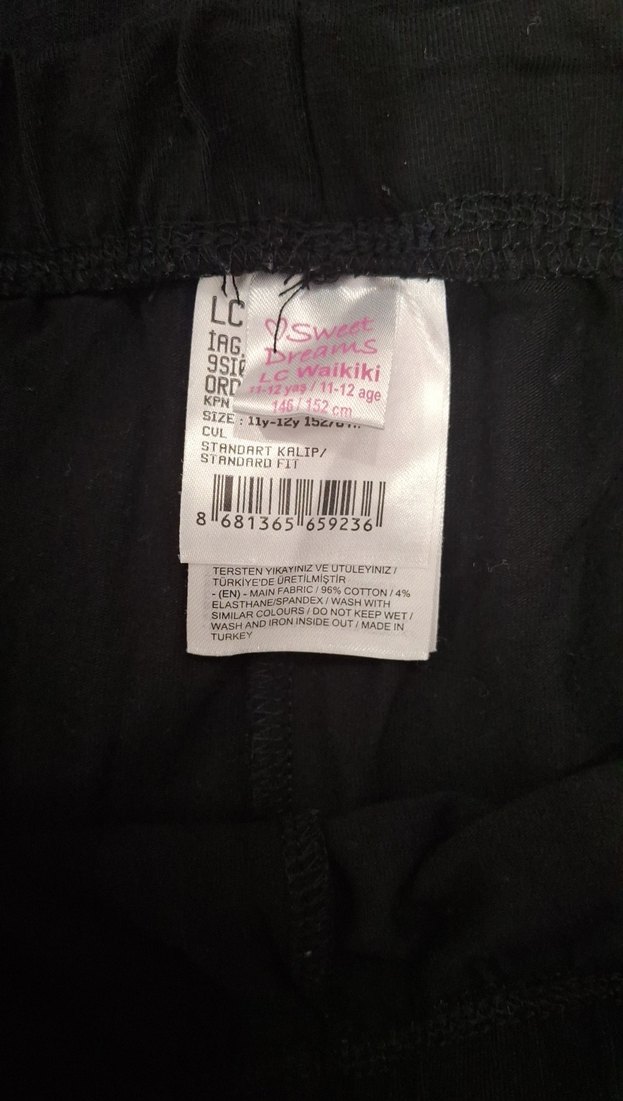 ♡Sweet
Dreams
LC Waikiki
11-12 yaş / 11-12 age
146 / 152 cm
LC
ORD
KPN
SIZE : 11y-12y
CUL
STANDART KALIP/
STANDARD FIT
8 681365 659236
TERSTEN YIKAYINIZ VE ÜTÜLEYİNİZ /
TÜRKİYE'DE ÜRETİLMİŞTİR
- (EN) - MAIN FABRIC / 96% COTTON / 4%
ELASTHANE/SPANDEX / WASH WITH
SIMILAR COLOURS / DO NOT KEEP WET /
WASH AND IRON INSIDE OUT / MADE IN
TURKEY